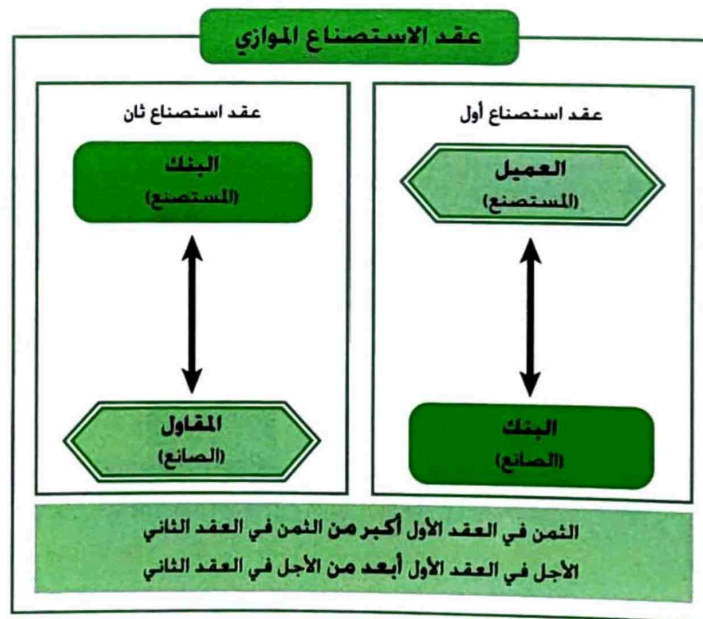 عقد الاستصناع الموازي
عقد استصناع أول
العميل
(المستصنع)
البنك
(الصانع)
عقد استصناع ثان
البنك
(المستصنع)
المقاول
(الصانع)
الثمن في العقد الأول أكبر من الثمن في العقد الثاني
الأجل في العقد الأول أبعد من الأجل في العقد الثاني